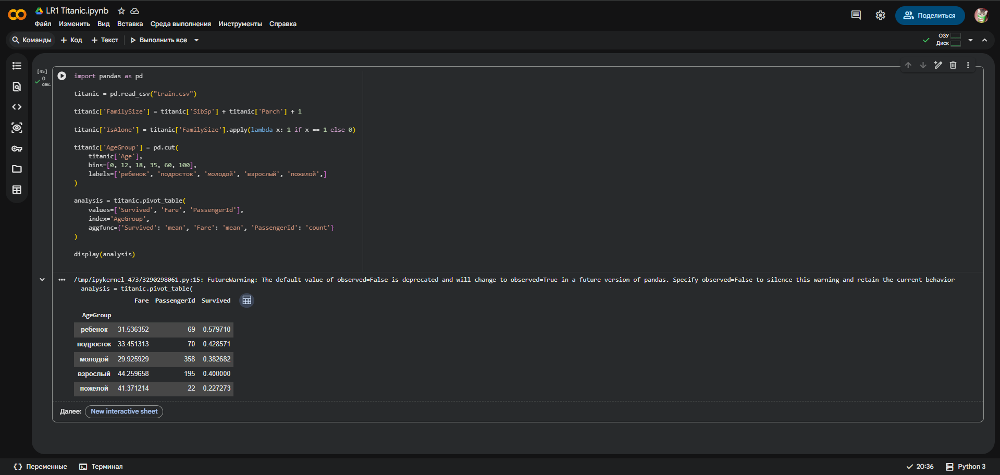 LR1 Titanic.ipynb
Файл Изменить Вид Вставка Среда выполнения Инструменты Справка
Поделиться
Команды + Код + Текст Выполнить все
ОЗУ
Диск
[45]
0
сек.
import pandas as pd
titanic = pd.read_csv("train.csv")
titanic['FamilySize'] = titanic['SibSp'] + titanic['Parch'] + 1
titanic['IsAlone'] = titanic['FamilySize'].apply(lambda x: 1 if x == 1 else 0)
titanic['AgeGroup'] = pd.cut(
    titanic['Age'],
    bins=[0, 12, 18, 35, 60, 100],
    labels=['ребенок', 'подросток', 'молодой', 'взрослый', 'пожелой',]
)
analysis = titanic.pivot_table(
    values=['Survived', 'Fare', 'PassengerId'],
    index='AgeGroup',
    aggfunc={'Survived': 'mean', 'Fare': 'mean', 'PassengerId': 'count'}
)
display(analysis)
/tmp/ipykernel_473/3290298061.py:15: FutureWarning: The default value of observed=False is deprecated and will change to observed=True in a future version of pandas. Specify observed=False to silence this warning and retain the current behavior
  analysis = titanic.pivot_table(
Fare PassengerId Survived
AgeGroup
ребенок 31.536352 69 0.579710
подросток 33.451313 70 0.428571
молодой 29.925929 358 0.382682
взрослый 44.259658 195 0.400000
пожелой 41.371214 22 0.227273
Далее: New interactive sheet
Переменные Терминал
20:36 Python 3